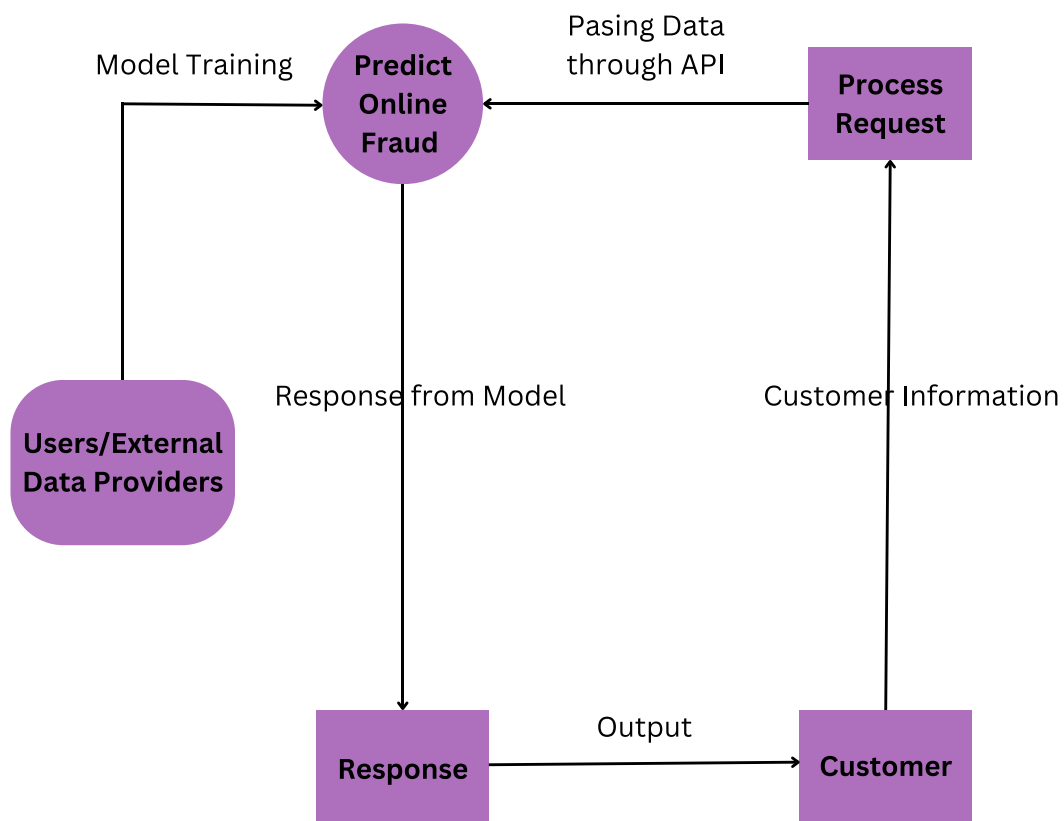 Model Training
Predict
Online
Fraud
Pasing Data
through API
Process
Request
Users/External
Data Providers
Response from Model
Customer Information
Response
Output
Customer